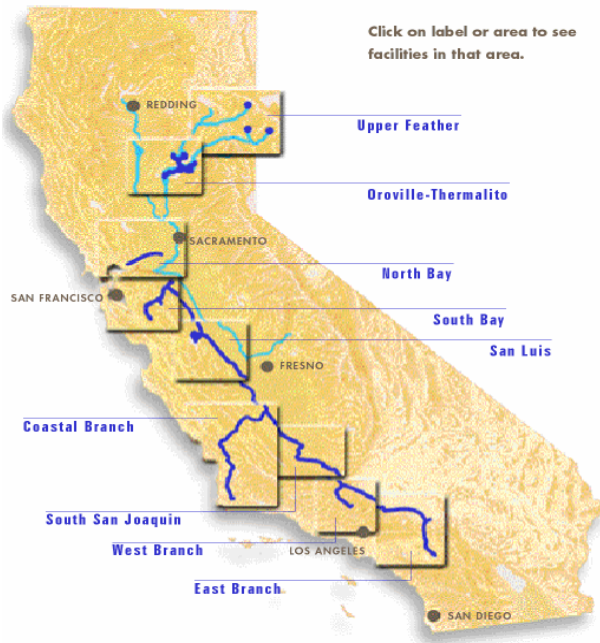 Click on label or area to see
facilities in that area.
REDDING
Upper Feather
Oroville-Thermalito
SACRAMENTO
North Bay
SAN FRANCISCO
South Bay
San Luis
FRESNO
Coastal Branch
South San Joaquin
West Branch
LOS ANGELES
East Branch
SAN DIEGO